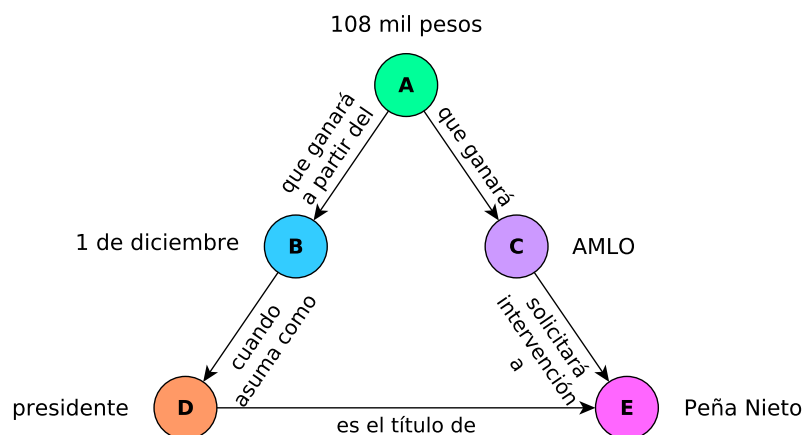 108 mil pesos
A
que ganará
a partir del
que ganará
1 de diciembre
B
C
AMLO
cuando
asuma como
solicitará
intervención
a
presidente
D
E
Peña Nieto
es el título de